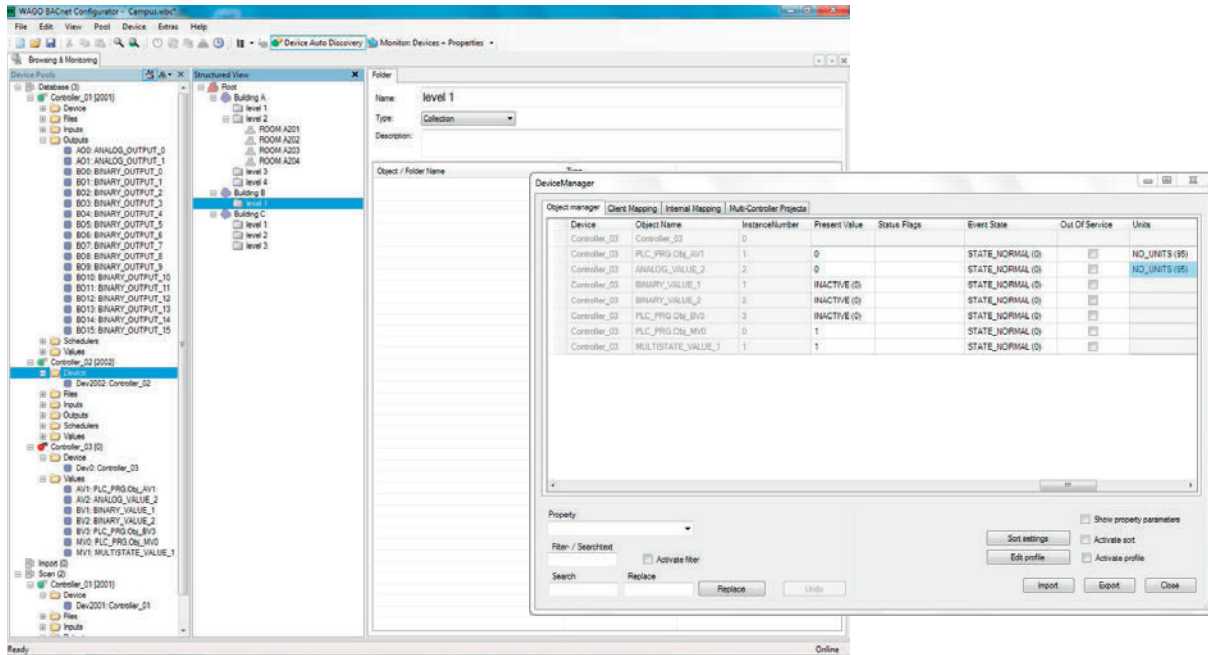 WAGO BACnet Configurator - Campus.wbc*
File Edit View Pool Device Extras Help
Device Auto Discovery Monitor: Devices + Properties
Browsing & Monitoring
Device Pools
Database (3)
Controller_01 [2001]
Device
Files
Inputs
Outputs
AO0: ANALOG_OUTPUT_0
AO1: ANALOG_OUTPUT_1
BO0: BINARY_OUTPUT_0
BO1: BINARY_OUTPUT_1
BO2: BINARY_OUTPUT_2
BO3: BINARY_OUTPUT_3
BO4: BINARY_OUTPUT_4
BO5: BINARY_OUTPUT_5
BO6: BINARY_OUTPUT_6
BO7: BINARY_OUTPUT_7
BO8: BINARY_OUTPUT_8
BO9: BINARY_OUTPUT_9
BO10: BINARY_OUTPUT_10
BO11: BINARY_OUTPUT_11
BO12: BINARY_OUTPUT_12
BO13: BINARY_OUTPUT_13
BO14: BINARY_OUTPUT_14
BO15: BINARY_OUTPUT_15
Schedulers
Values
Controller_02 [2002]
Device
Dev2002: Controller_02
Files
Inputs
Outputs
Schedulers
Values
Controller_03 [0]
Device
Dev0: Controller_03
Values
AV1: PLC_PRG.Obj_AV1
AV2: ANALOG_VALUE_2
BV1: BINARY_VALUE_1
BV2: BINARY_VALUE_2
BV3: PLC_PRG.Obj_BV3
MV0: PLC_PRG.Obj_MV0
MV1: MULTISTATE_VALUE_1
Import (0)
Scan (2)
Controller_01 [2001]
Device
Dev2001: Controller_01
Files
Inputs
Structured View
Root
Building A
level 1
level 2
ROOM A201
ROOM A202
ROOM A203
ROOM A204
level 3
level 4
Building B
level 1
Building C
level 1
level 2
level 3
Folder
Name: level 1
Type: Collection
Description:
Object / Folder Name Type
DeviceManager
Object manager Client Mapping Internal Mapping Multi-Controller Projects
Device Object Name InstanceNumber Present Value Status Flags Event State Out Of Service Units
Controller_03 Controller_03 0
Controller_03 PLC_PRG.Obj_AV1 1 0 STATE_NORMAL (0) NO_UNITS (95)
Controller_03 ANALOG_VALUE_2 2 0 STATE_NORMAL (0) NO_UNITS (95)
Controller_03 BINARY_VALUE_1 1 INACTIVE (0) STATE_NORMAL (0)
Controller_03 BINARY_VALUE_2 2 INACTIVE (0) STATE_NORMAL (0)
Controller_03 PLC_PRG.Obj_BV3 3 INACTIVE (0) STATE_NORMAL (0)
Controller_03 PLC_PRG.Obj_MV0 0 1 STATE_NORMAL (0)
Controller_03 MULTISTATE_VALUE_1 1 1 STATE_NORMAL (0)
Property
Filter- / Searchtext
Activate filter
Search Replace
Replace Undo
Show property parameters
Sort settings Activate sort
Edit profile Activate profile
Import Export Close
Ready Online